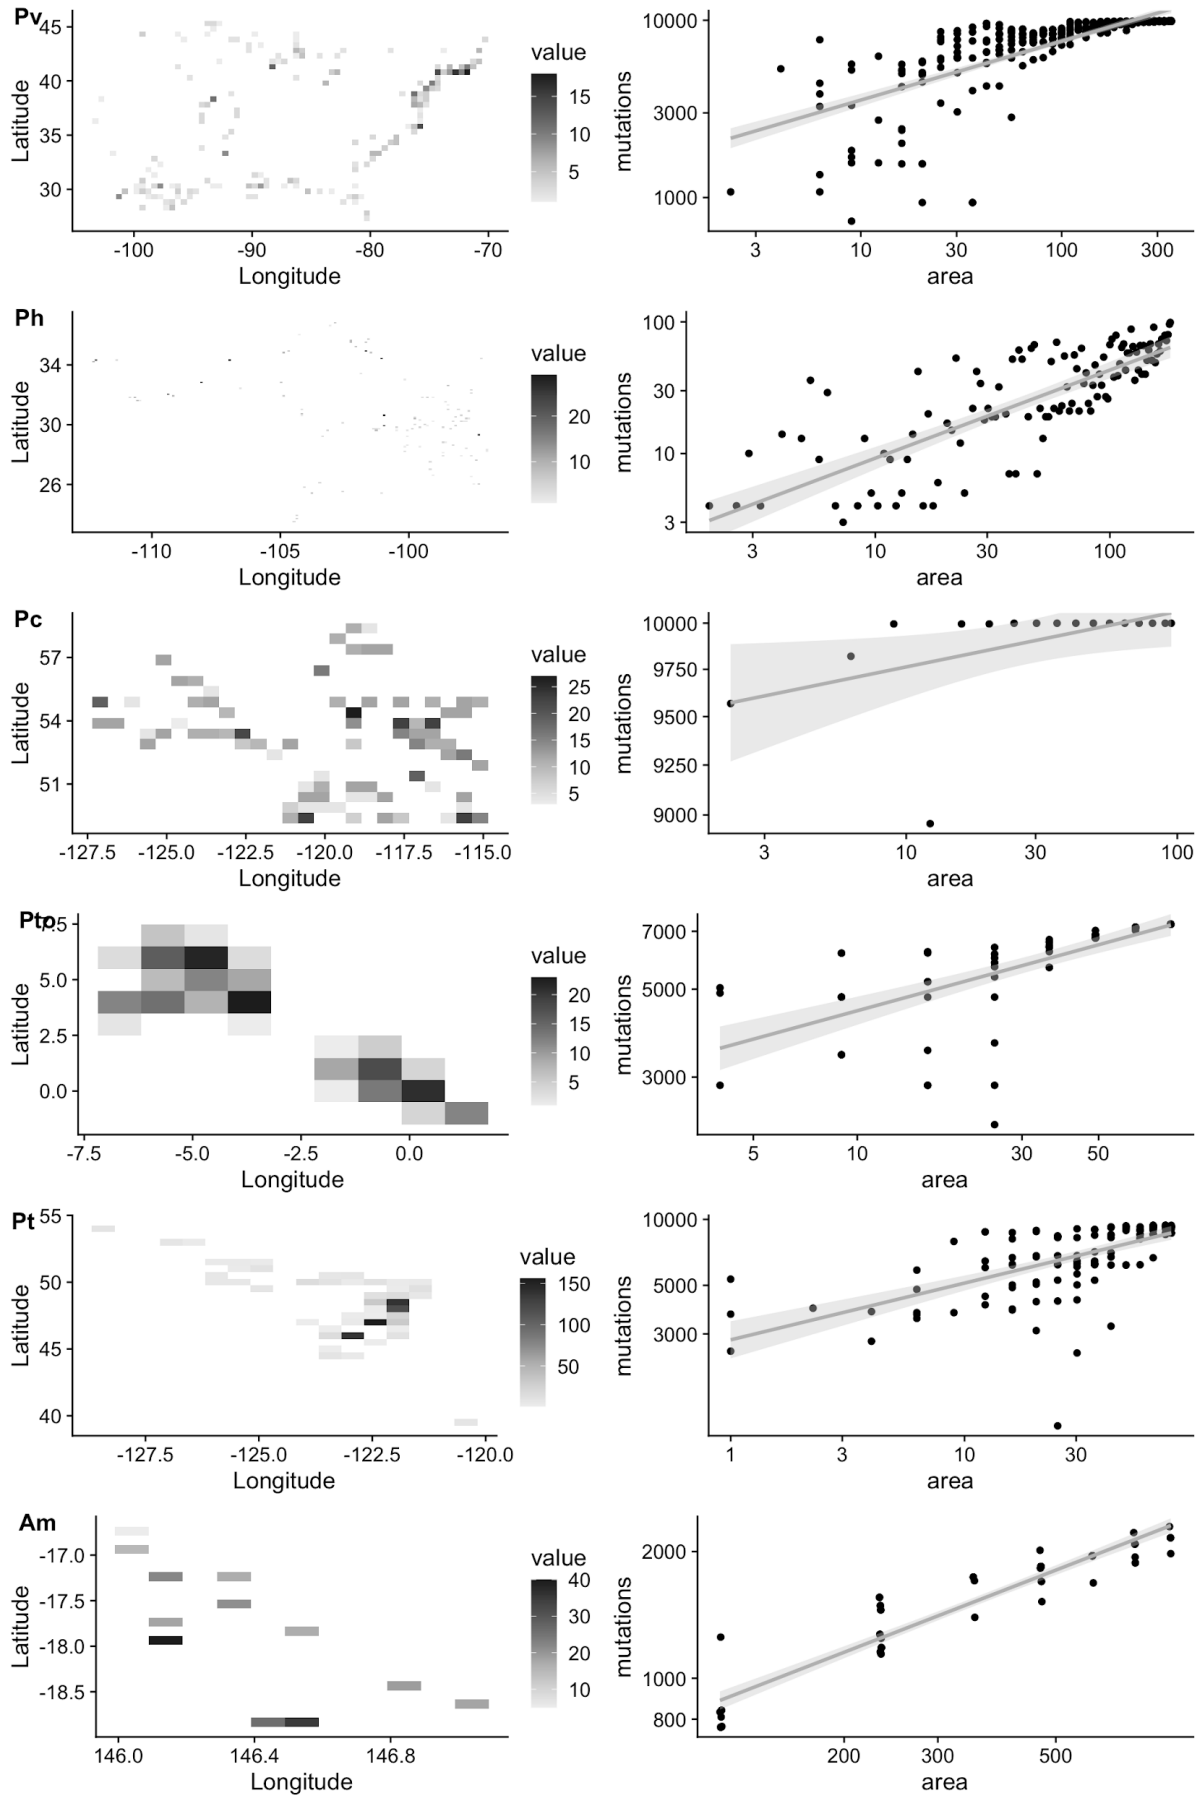 Pv
45
40
35
30
Latitude
-100 -90 -80 -70
Longitude
value
15
10
5
10000
3000
1000
mutations
3 10 30 100 300
area
Ph
34
30
26
Latitude
-110 -105 -100
Longitude
value
20
10
100
30
10
3
mutations
3 10 30 100
area
Pc
57
54
51
Latitude
-127.5 -125.0 -122.5 -120.0 -117.5 -115.0
Longitude
value
25
20
15
10
5
10000
9750
9500
9250
9000
mutations
3 10 30 100
area
Pto
7.5
5.0
2.5
0.0
Latitude
-7.5 -5.0 -2.5 0.0
Longitude
value
20
15
10
5
7000
5000
3000
mutations
5 10 30 50
area
Pt
55
50
45
40
Latitude
-127.5 -125.0 -122.5 -120.0
Longitude
value
150
100
50
10000
5000
3000
mutations
1 3 10 30
area
Am
-17.0
-17.5
-18.0
-18.5
Latitude
146.0 146.4 146.8
Longitude
value
40
30
20
10
2000
1000
800
mutations
200 300 500
area